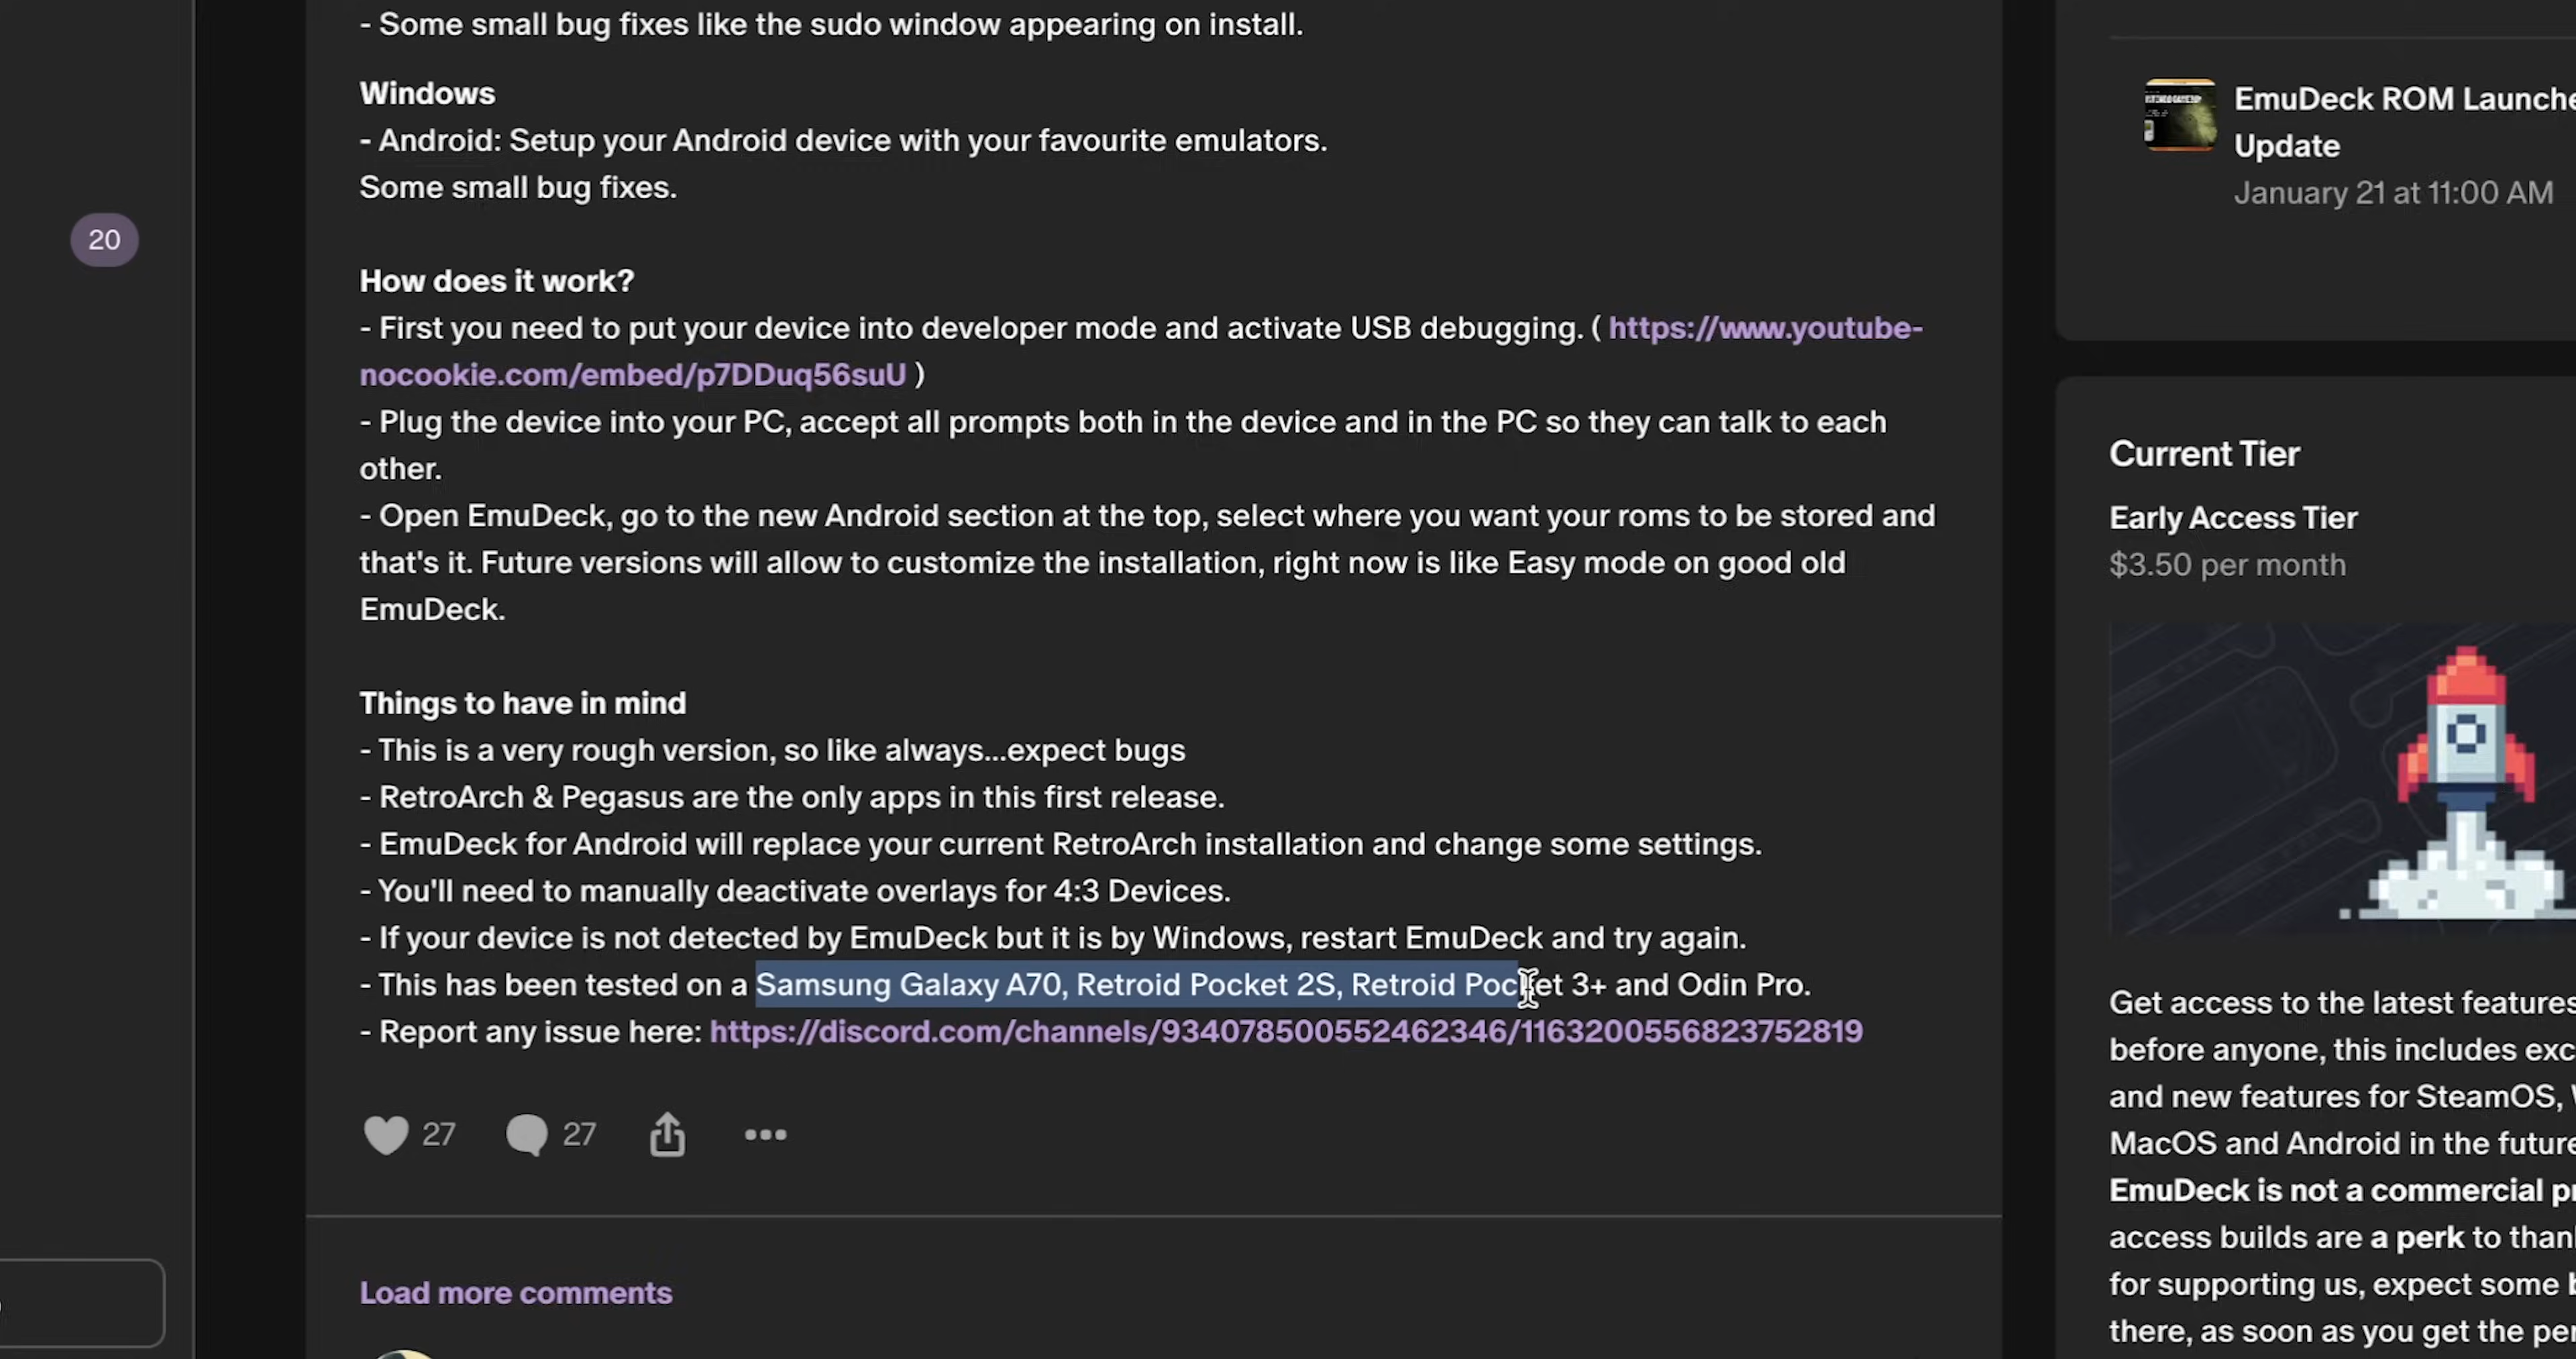 - Some small bug fixes like the sudo window appearing on install.
Windows
- Android: Setup your Android device with your favourite emulators.
Some small bug fixes.
20
How does it work?
- First you need to put your device into developer mode and activate USB debugging. ( https://www.youtube-
nocookie.com/embed/p7DDuq56suU )
- Plug the device into your PC, accept all prompts both in the device and in the PC so they can talk to each
other.
- Open EmuDeck, go to the new Android section at the top, select where you want your roms to be stored and
that's it. Future versions will allow to customize the installation, right now is like Easy mode on good old
EmuDeck.
Things to have in mind
- This is a very rough version, so like always...expect bugs
- RetroArch & Pegasus are the only apps in this first release.
- EmuDeck for Android will replace your current RetroArch installation and change some settings.
- You'll need to manually deactivate overlays for 4:3 Devices.
- If your device is not detected by EmuDeck but it is by Windows, restart EmuDeck and try again.
- This has been tested on a Samsung Galaxy A70, Retroid Pocket 2S, Retroid Pocket 3+ and Odin Pro.
- Report any issue here: https://discord.com/channels/934078500552462346/1163200556823752819
27
27
Load more comments
EmuDeck ROM Launche
Update
January 21 at 11:00 AM
Current Tier
Early Access Tier
$3.50 per month
Get access to the latest features
before anyone, this includes exc
and new features for SteamOS,
MacOS and Android in the future
EmuDeck is not a commercial pr
access builds are a perk to than
for supporting us, expect some b
there, as soon as you get the per